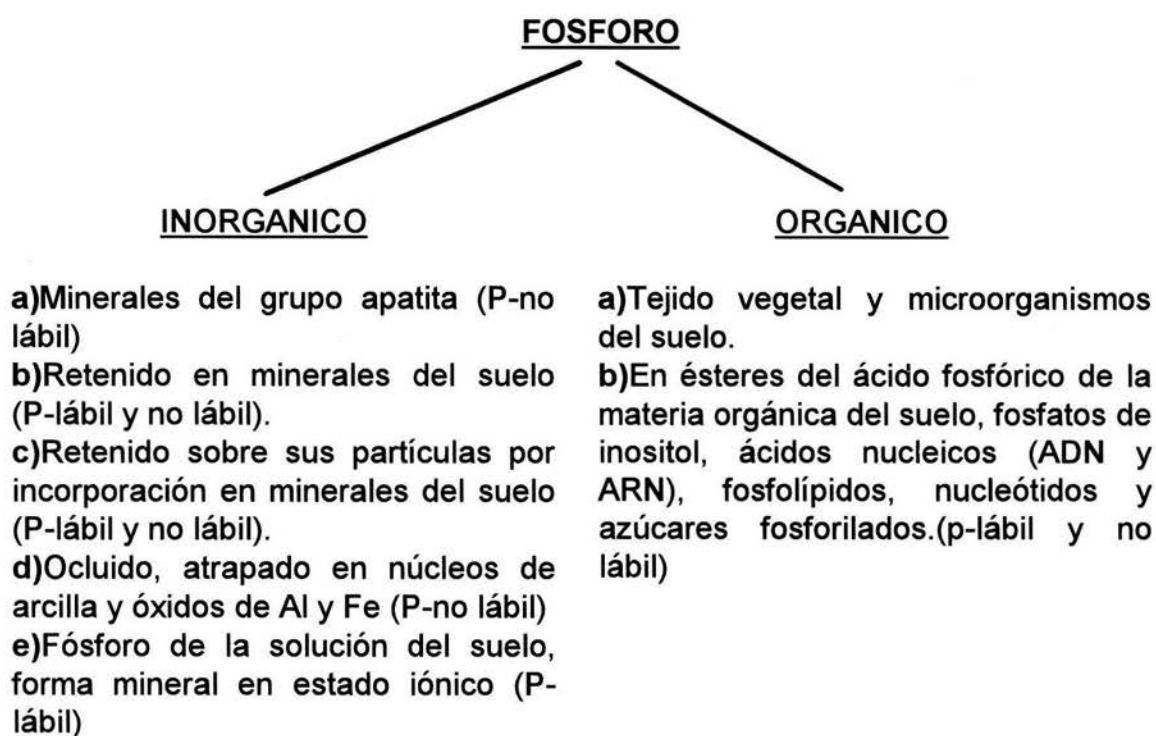 FOSFORO
INORGANICO
a)Minerales del grupo apatita (P-no
lábil)
b)Retenido en minerales del suelo
(P-lábil y no lábil).
c)Retenido sobre sus partículas por
incorporación en minerales del suelo
(P-lábil y no lábil).
d)Ocluido, atrapado en núcleos de
arcilla y óxidos de Al y Fe (P-no lábil)
e)Fósforo de la solución del suelo,
forma mineral en estado iónico (P-
lábil)
ORGANICO
a)Tejido vegetal y microorganismos
del suelo.
b)En ésteres del ácido fosfórico de la
materia orgánica del suelo, fosfatos de
inositol, ácidos nucleicos (ADN y
ARN), fosfolípidos, nucleótidos y
azúcares fosforilados.(p-lábil y no
lábil)